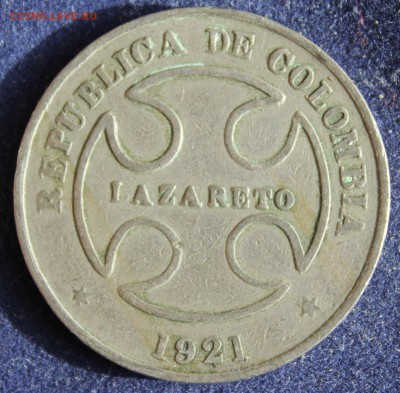 REPUBLICA DE COLOMBIA
LAZARETO
1921